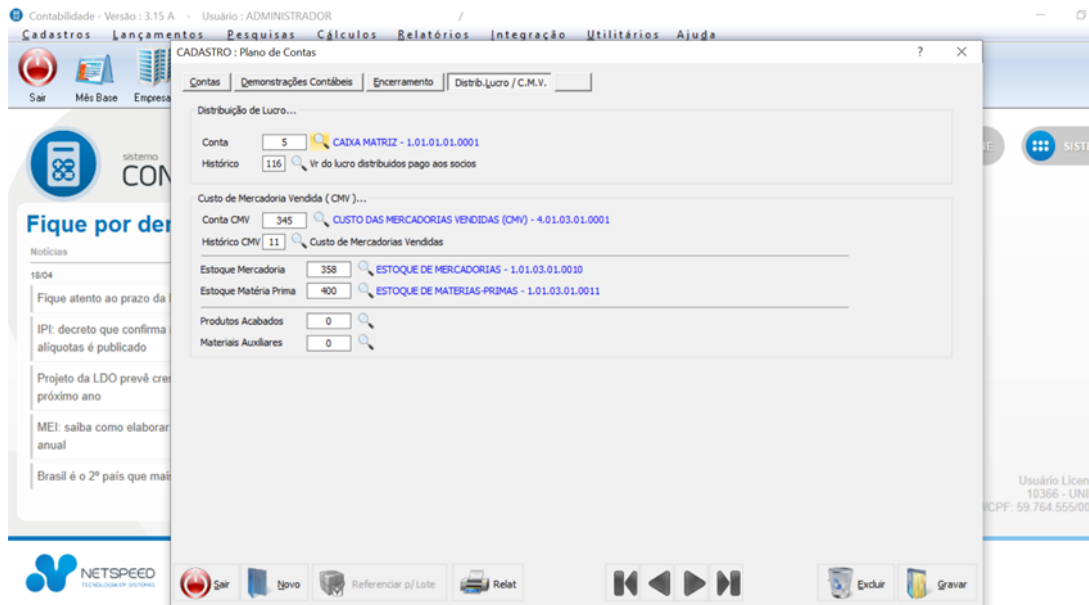 Contabilidade - Versão : 3.15 A - Usuário : ADMINISTRADOR /
Cadastros Lançamentos Pesquisas Cálculos Relatórios Integração Utilitários Ajuda
CADASTRO : Plano de Contas ? ×
Sair Mês Base Empresa
Contas Demonstrações Contábeis Encerramento Distrib.Lucro / C.M.V.
Distribuição de Lucro...
Conta 5 CAIXA MATRIZ - 1.01.01.01.0001
Histórico 116 Vr do lucro distribuidos pago aos socios
Custo de Mercadoria Vendida ( CMV )...
Conta CMV 345 CUSTO DAS MERCADORIAS VENDIDAS (CMV) - 4.01.03.01.0001
Histórico CMV 11 Custo de Mercadorias Vendidas
Estoque Mercadoria 358 ESTOQUE DE MERCADORIAS - 1.01.03.01.0010
Estoque Matéria Prima 400 ESTOQUE DE MATERIAS-PRIMAS - 1.01.03.01.0011
Produtos Acabados 0
Materiais Auxiliares 0
sistema
CON
SIST
Fique por der
Notícias
18/04
Fique atento ao prazo da
IPI: decreto que confirma
alíquotas é publicado
Projeto da LDO prevê cres
próximo ano
MEI: saiba como elaborar
anual
Brasil é o 2º país que mais
Usuário Licen
10366 - UNI
/CPF: 59.764.555/00
NETSPEED
TECNOLOGIA EM SISTEMAS
Sair Novo Referenciar p/ Lote Relat Excluir Gravar